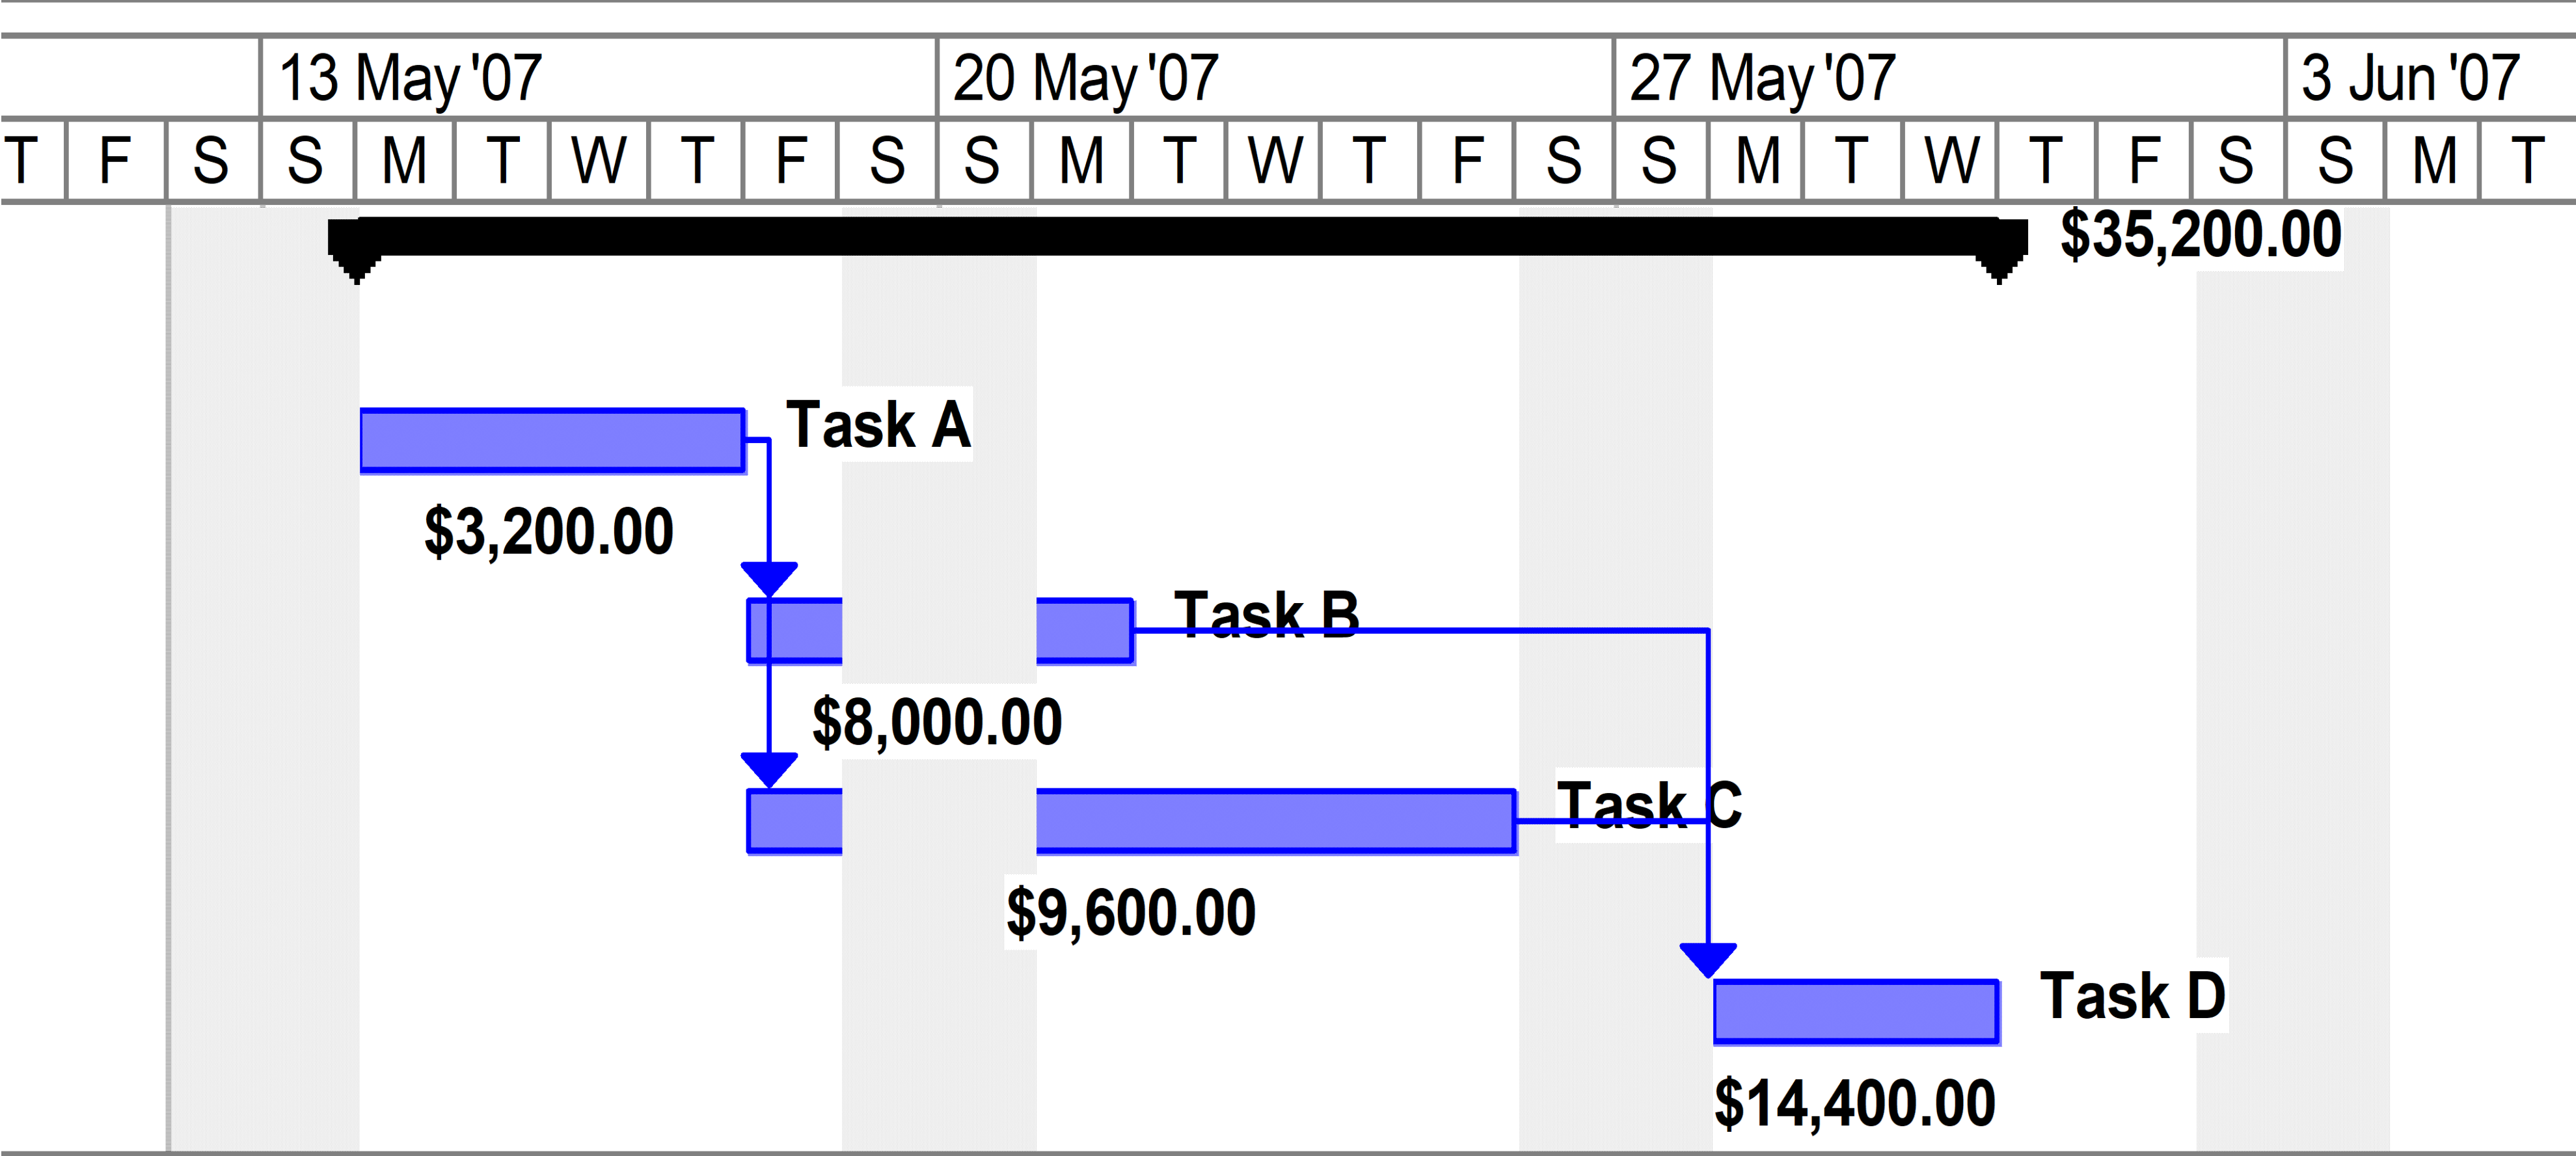 13 May '07 20 May '07 27 May '07 3 Jun '07
T F S S M T W T F S S M T W T F S S M T W T F S S M T
$35,200.00
Task A
$3,200.00
Task B
$8,000.00
Task C
$9,600.00
Task D
$14,400.00